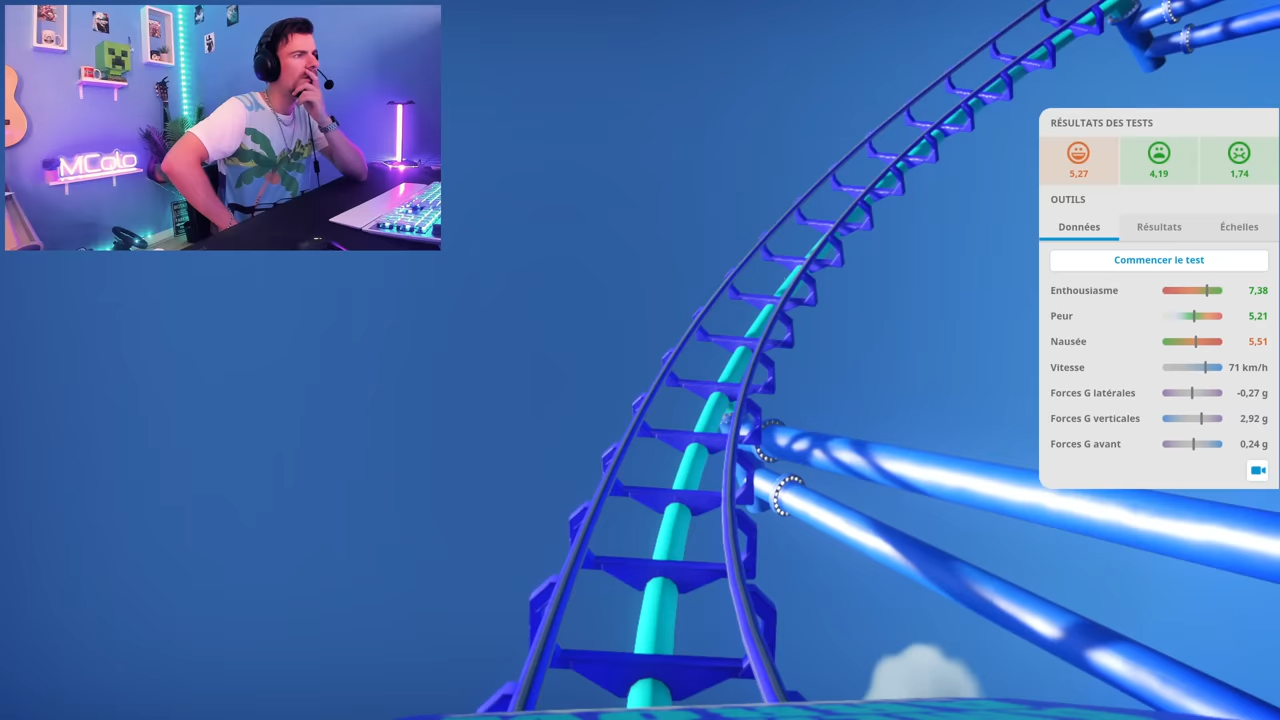 MColo
RÉSULTATS DES TESTS
5,27 4,19 1,74
OUTILS
Données Résultats Échelles
Commencer le test
Enthousiasme 7,38
Peur 5,21
Nausée 5,51
Vitesse 71 km/h
Forces G latérales -0,27 g
Forces G verticales 2,92 g
Forces G avant 0,24 g